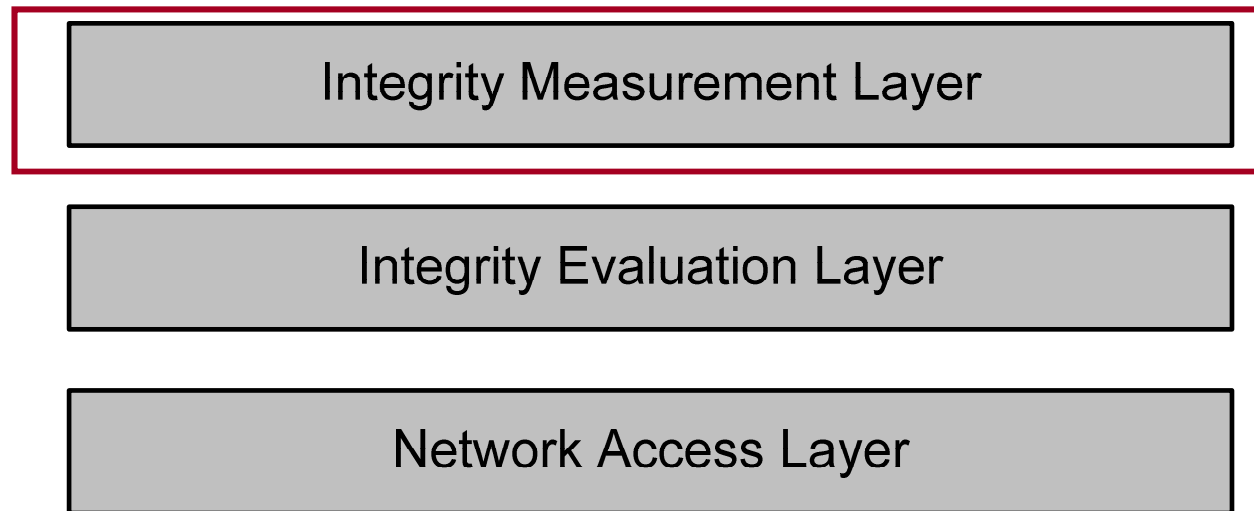 Integrity Measurement Layer
Integrity Evaluation Layer
Network Access Layer